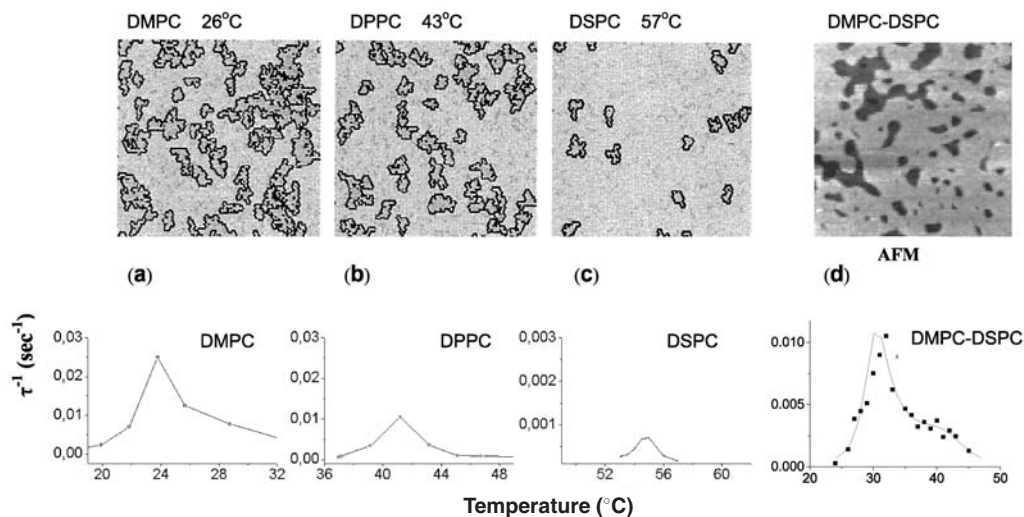 DMPC 26°C
DPPC 43°C
DSPC 57°C
DMPC-DSPC
AFM
(a)
(b)
(c)
(d)
τ⁻¹ (sec⁻¹)
0,03
0,02
0,01
0,00
DMPC
20 24 28 32
0,03
0,02
0,01
0,00
DPPC
36 40 44 48
0,003
0,002
0,001
DSPC
52 56 60
0.010
0.005
0.000
DMPC-DSPC
20 30 40 50
Temperature (°C)